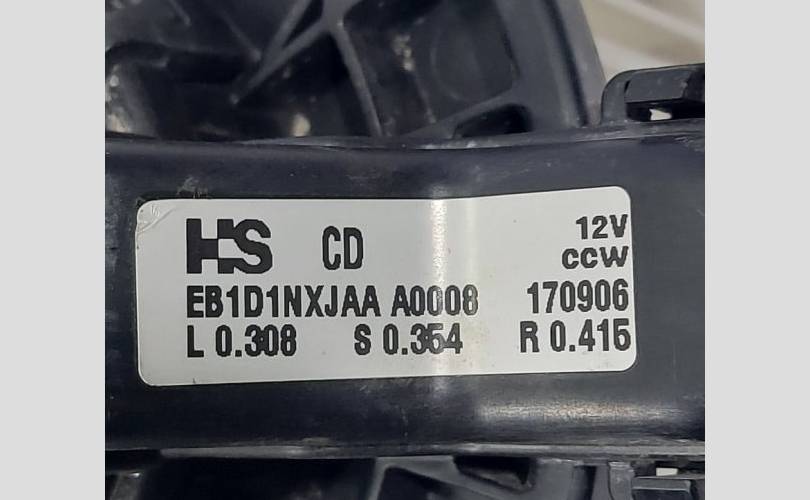 HS CD 12V
CCW
EB1D1NXJAA A0008 170906
L 0.308 S 0.354 R 0.415